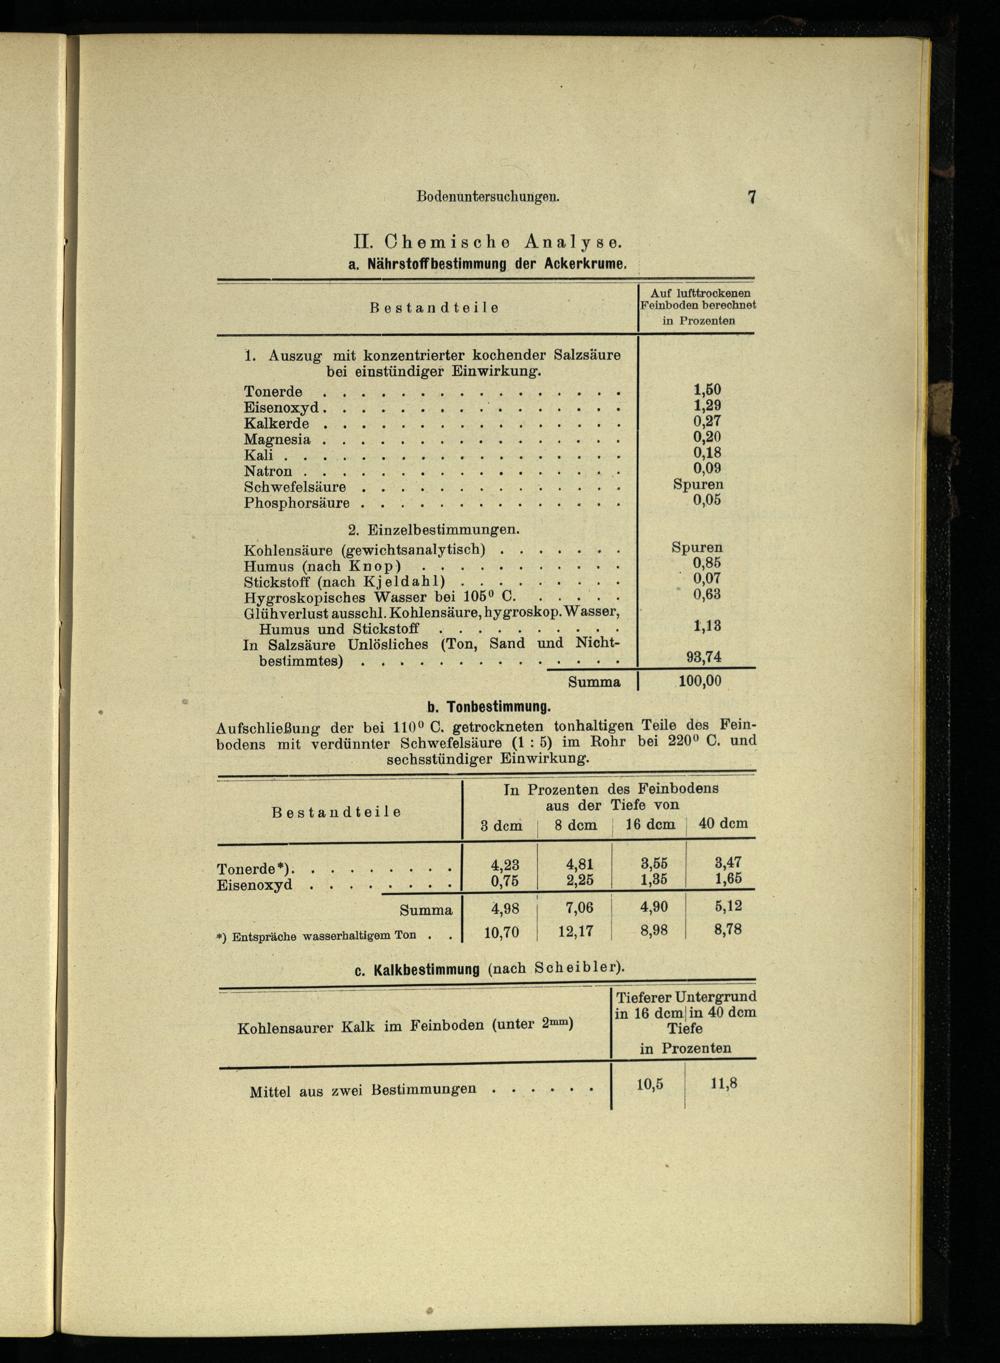 Bodenuntersuchungen. 7
II. Chemische Analyse.
a. Nährstoffbestimmung der Ackerkrume.
Bestandteile
Auf lufttrockenen
Feinboden berechnet
in Prozenten
1. Auszug mit konzentrierter kochender Salzsäure
bei einstündiger Einwirkung.
Tonerde . . . . . . . . . . . . . . . . 1,50
Eisenoxyd . . . . . . . . . . . . . . . . 1,29
Kalkerde . . . . . . . . . . . . . . . . 0,27
Magnesia . . . . . . . . . . . . . . . . 0,20
Kali . . . . . . . . . . . . . . . . . . 0,18
Natron . . . . . . . . . . . . . . . . . 0,09
Schwefelsäure . . . . . . . . . . . . . . Spuren
Phosphorsäure . . . . . . . . . . . . . . 0,05
2. Einzelbestimmungen.
Kohlensäure (gewichtsanalytisch) . . . . . . . Spuren
Humus (nach Knop) . . . . . . . . . . . 0,85
Stickstoff (nach Kjeldahl) . . . . . . . . . 0,07
Hygroskopisches Wasser bei 105⁰ C. . . . . . . 0,63
Glühverlust ausschl. Kohlensäure, hygroskop. Wasser,
Humus und Stickstoff . . . . . . . . . . 1,13
In Salzsäure Unlösliches (Ton, Sand und Nicht-
bestimmtes) . . . . . . . . . . . . . . 93,74
Summa 100,00
b. Tonbestimmung.
Aufschließung der bei 110⁰ C. getrockneten tonhaltigen Teile des Fein-
bodens mit verdünnter Schwefelsäure (1 : 5) im Rohr bei 220⁰ C. und
sechsstündiger Einwirkung.
Bestandteile
In Prozenten des Feinbodens
aus der Tiefe von
3 dcm 8 dcm 16 dcm 40 dcm
Tonerde*) . . . . . . . . . 4,23 4,81 3,55 3,47
Eisenoxyd . . . . . . . . 0,75 2,25 1,35 1,65
Summa 4,98 7,06 4,90 5,12
*) Entspräche wasserhaltigem Ton . . 10,70 12,17 8,98 8,78
c. Kalkbestimmung (nach Scheibler).
Kohlensaurer Kalk im Feinboden (unter 2mm)
Tieferer Untergrund
in 16 dcm in 40 dcm
Tiefe
in Prozenten
Mittel aus zwei Bestimmungen . . . . . . 10,5 11,8